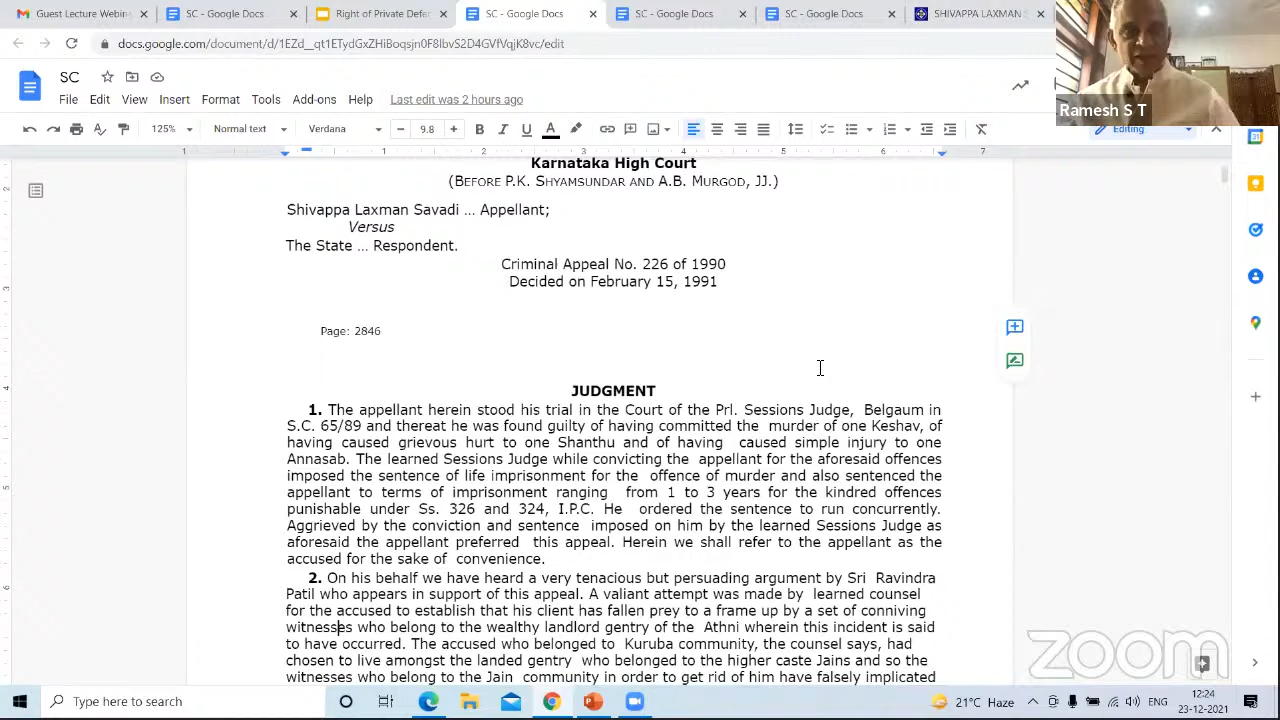 Guest Lecture Webin
Rights of Private Defen
SC - Google Docs
SC - Google Docs
SC - Google Docs
SHIVAPPA LAXMAN S
docs.google.com/document/d/1EZd_qt1ETydGxHiBoqsjn0F8lbvS2D4GVfVqjK8vc/edit
SC
File Edit View Insert Format Tools Add-ons Help Last edit was 2 hours ago
Ramesh S T
125% Normal text Verdana 9.8 B I U A Editing
1 1 2 3 4 5 6 7
Karnataka High Court
(BEFORE P.K. SHYAMSUNDAR AND A.B. MURGOD, JJ.)
Shivappa Laxman Savadi ... Appellant;
Versus
The State ... Respondent.
Criminal Appeal No. 226 of 1990
Decided on February 15, 1991
Page: 2846
JUDGMENT
1. The appellant herein stood his trial in the Court of the Prl. Sessions Judge, Belgaum in
S.C. 65/89 and thereat he was found guilty of having committed the murder of one Keshav, of
having caused grievous hurt to one Shanthu and of having caused simple injury to one
Annasab. The learned Sessions Judge while convicting the appellant for the aforesaid offences
imposed the sentence of life imprisonment for the offence of murder and also sentenced the
appellant to terms of imprisonment ranging from 1 to 3 years for the kindred offences
punishable under Ss. 326 and 324, I.P.C. He ordered the sentence to run concurrently.
Aggrieved by the conviction and sentence imposed on him by the learned Sessions Judge as
aforesaid the appellant preferred this appeal. Herein we shall refer to the appellant as the
accused for the sake of convenience.
2. On his behalf we have heard a very tenacious but persuading argument by Sri Ravindra
Patil who appears in support of this appeal. A valiant attempt was made by learned counsel
for the accused to establish that his client has fallen prey to a frame up by a set of conniving
witnesses who belong to the wealthy landlord gentry of the Athni wherein this incident is said
to have occurred. The accused who belonged to Kuruba community, the counsel says, had
chosen to live amongst the landed gentry who belonged to the higher caste Jains and so the
witnesses who belong to the Jain community in order to get rid of him have falsely implicated
zoom
Type here to search
21°C Haze
ENG
12:24
23-12-2021